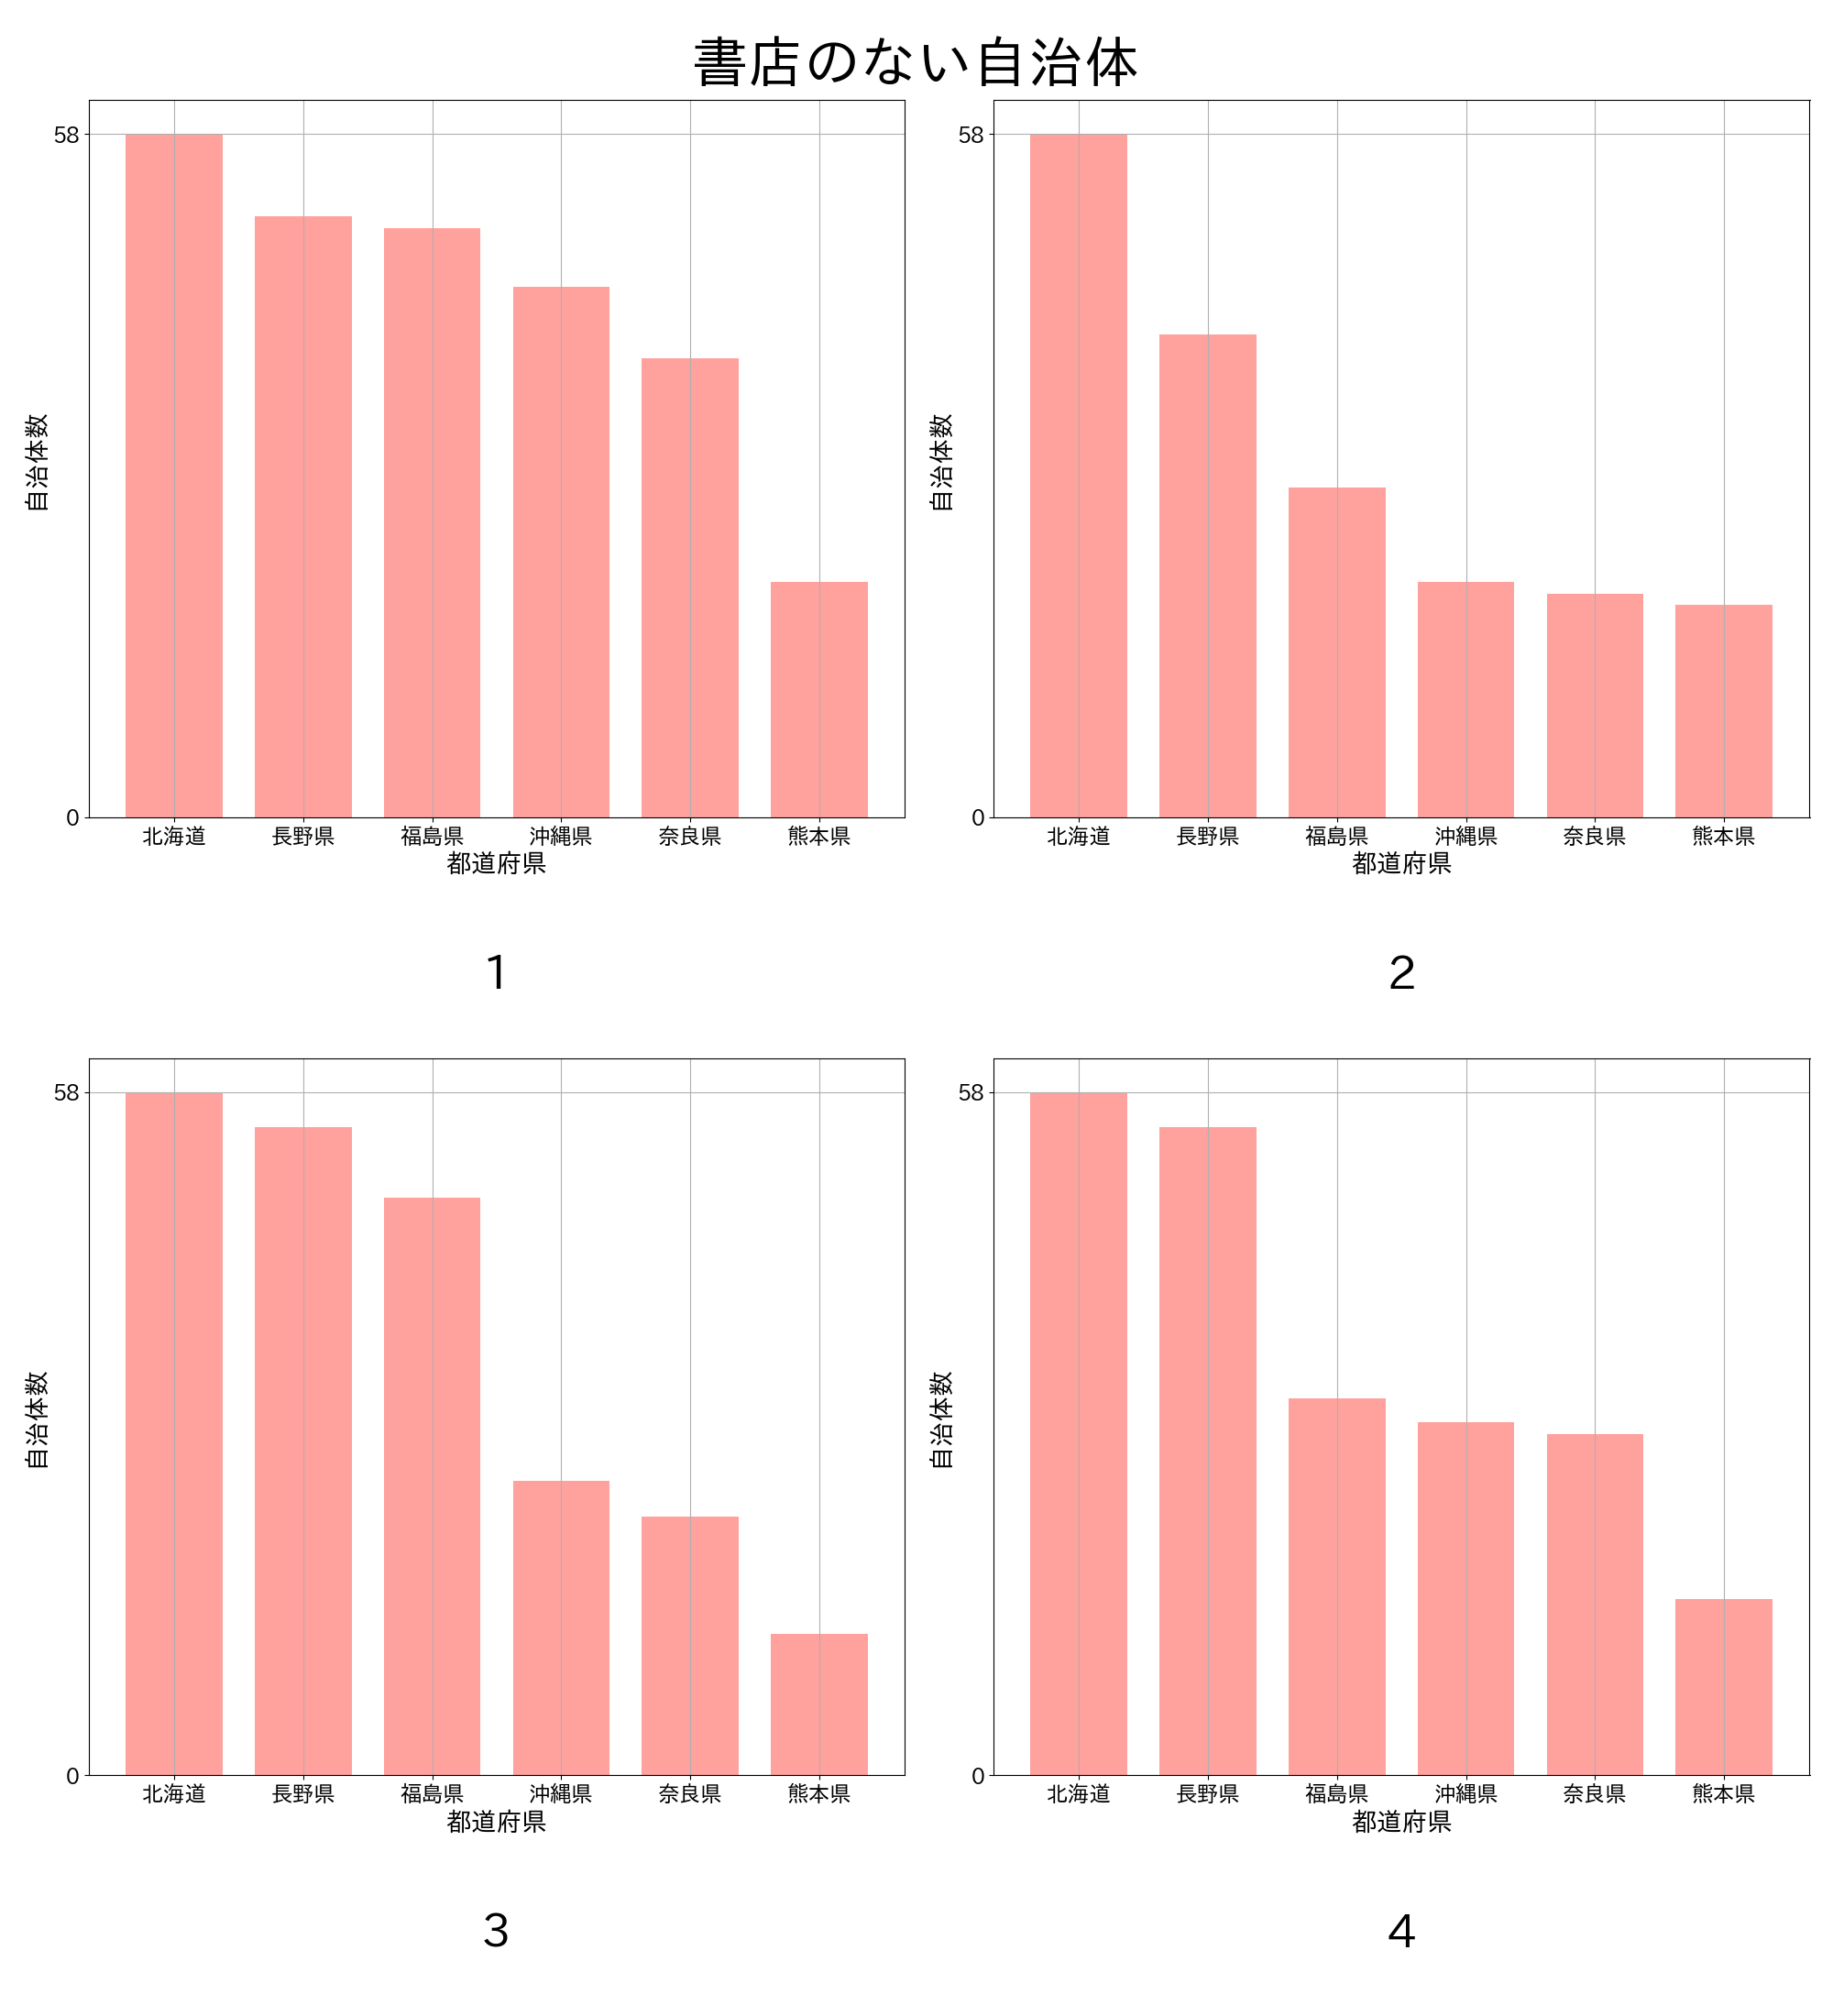 書店のない自治体
58
0
自治体数
北海道 長野県 福島県 沖縄県 奈良県 熊本県
都道府県
1
58
0
自治体数
北海道 長野県 福島県 沖縄県 奈良県 熊本県
都道府県
2
58
0
自治体数
北海道 長野県 福島県 沖縄県 奈良県 熊本県
都道府県
3
58
0
自治体数
北海道 長野県 福島県 沖縄県 奈良県 熊本県
都道府県
4